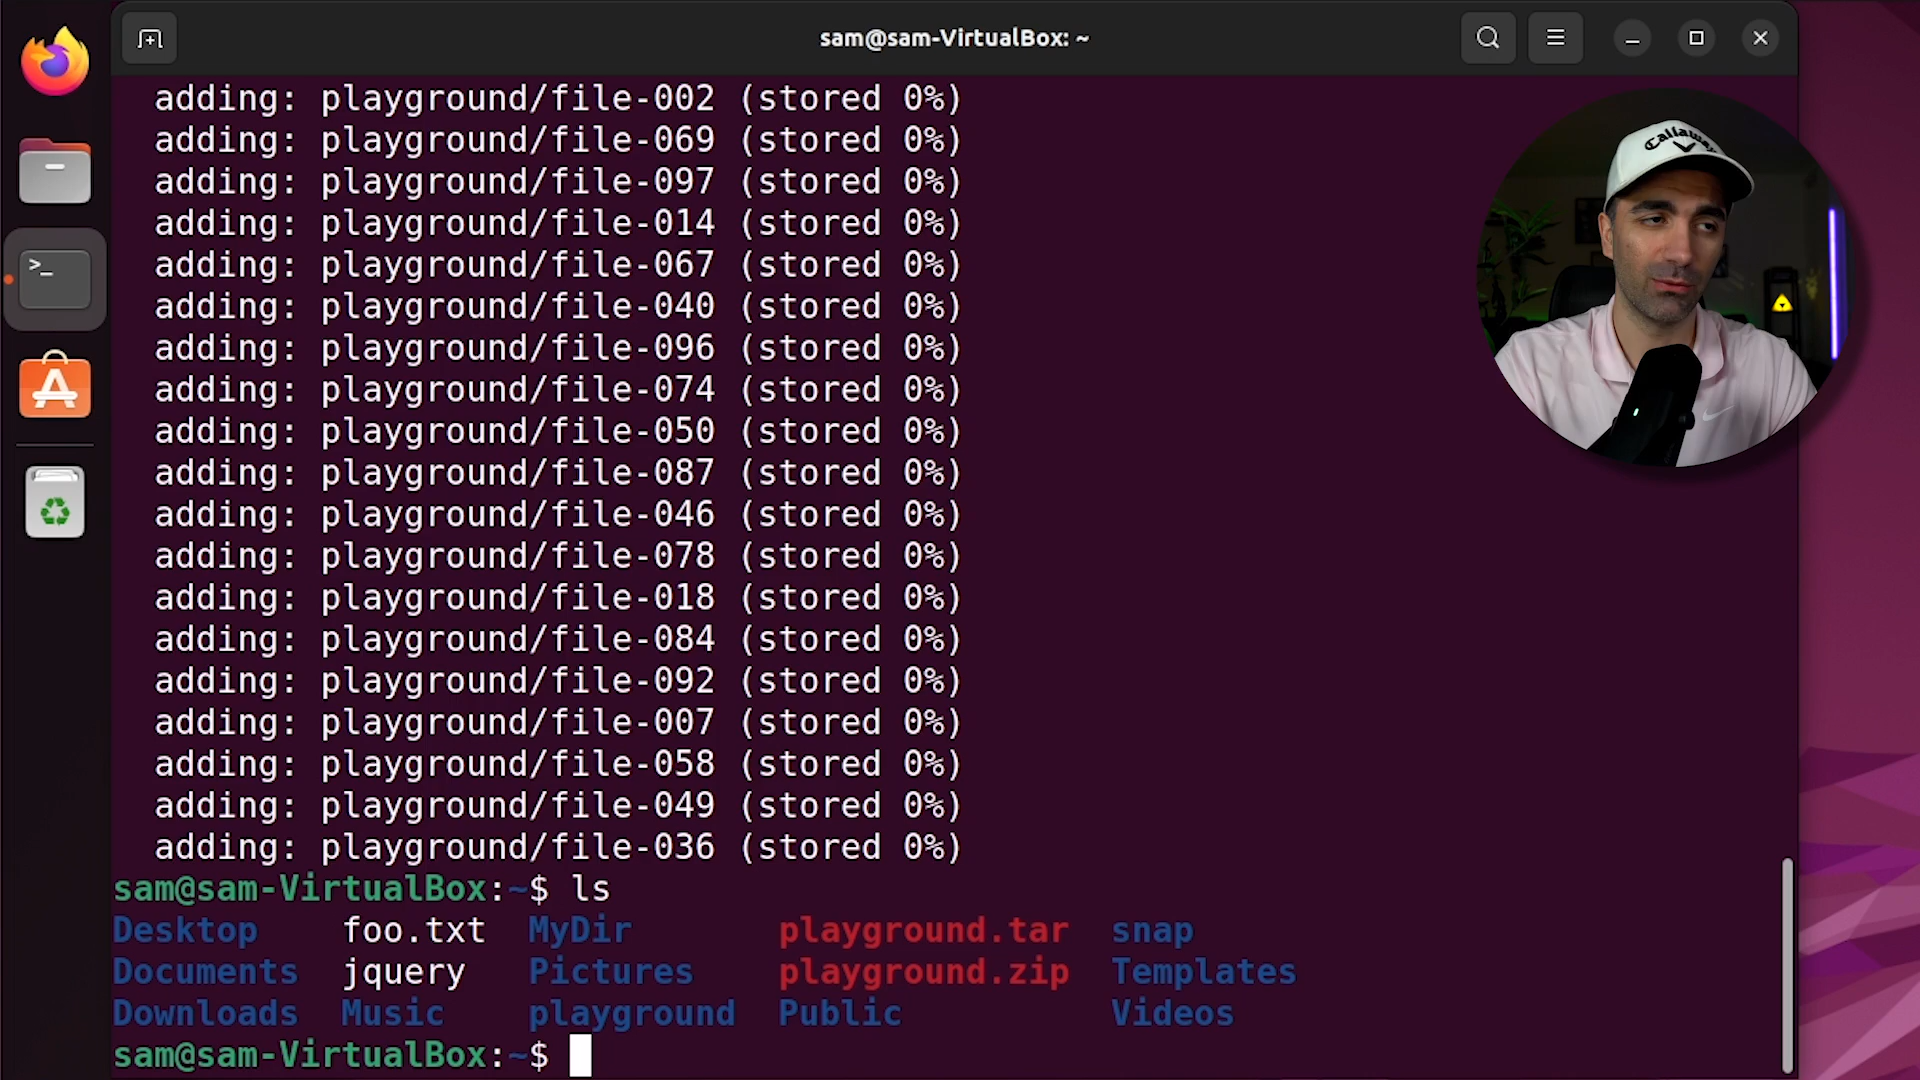 sam@sam-VirtualBox: ~
adding: playground/file-002 (stored 0%)
adding: playground/file-069 (stored 0%)
adding: playground/file-097 (stored 0%)
adding: playground/file-014 (stored 0%)
adding: playground/file-067 (stored 0%)
adding: playground/file-040 (stored 0%)
adding: playground/file-096 (stored 0%)
adding: playground/file-074 (stored 0%)
adding: playground/file-050 (stored 0%)
adding: playground/file-087 (stored 0%)
adding: playground/file-046 (stored 0%)
adding: playground/file-078 (stored 0%)
adding: playground/file-018 (stored 0%)
adding: playground/file-084 (stored 0%)
adding: playground/file-092 (stored 0%)
adding: playground/file-007 (stored 0%)
adding: playground/file-058 (stored 0%)
adding: playground/file-049 (stored 0%)
adding: playground/file-036 (stored 0%)
sam@sam-VirtualBox:~$ ls
Desktop foo.txt MyDir playground.tar snap
Documents jquery Pictures playground.zip Templates
Downloads Music playground Public Videos
sam@sam-VirtualBox:~$
Callaway